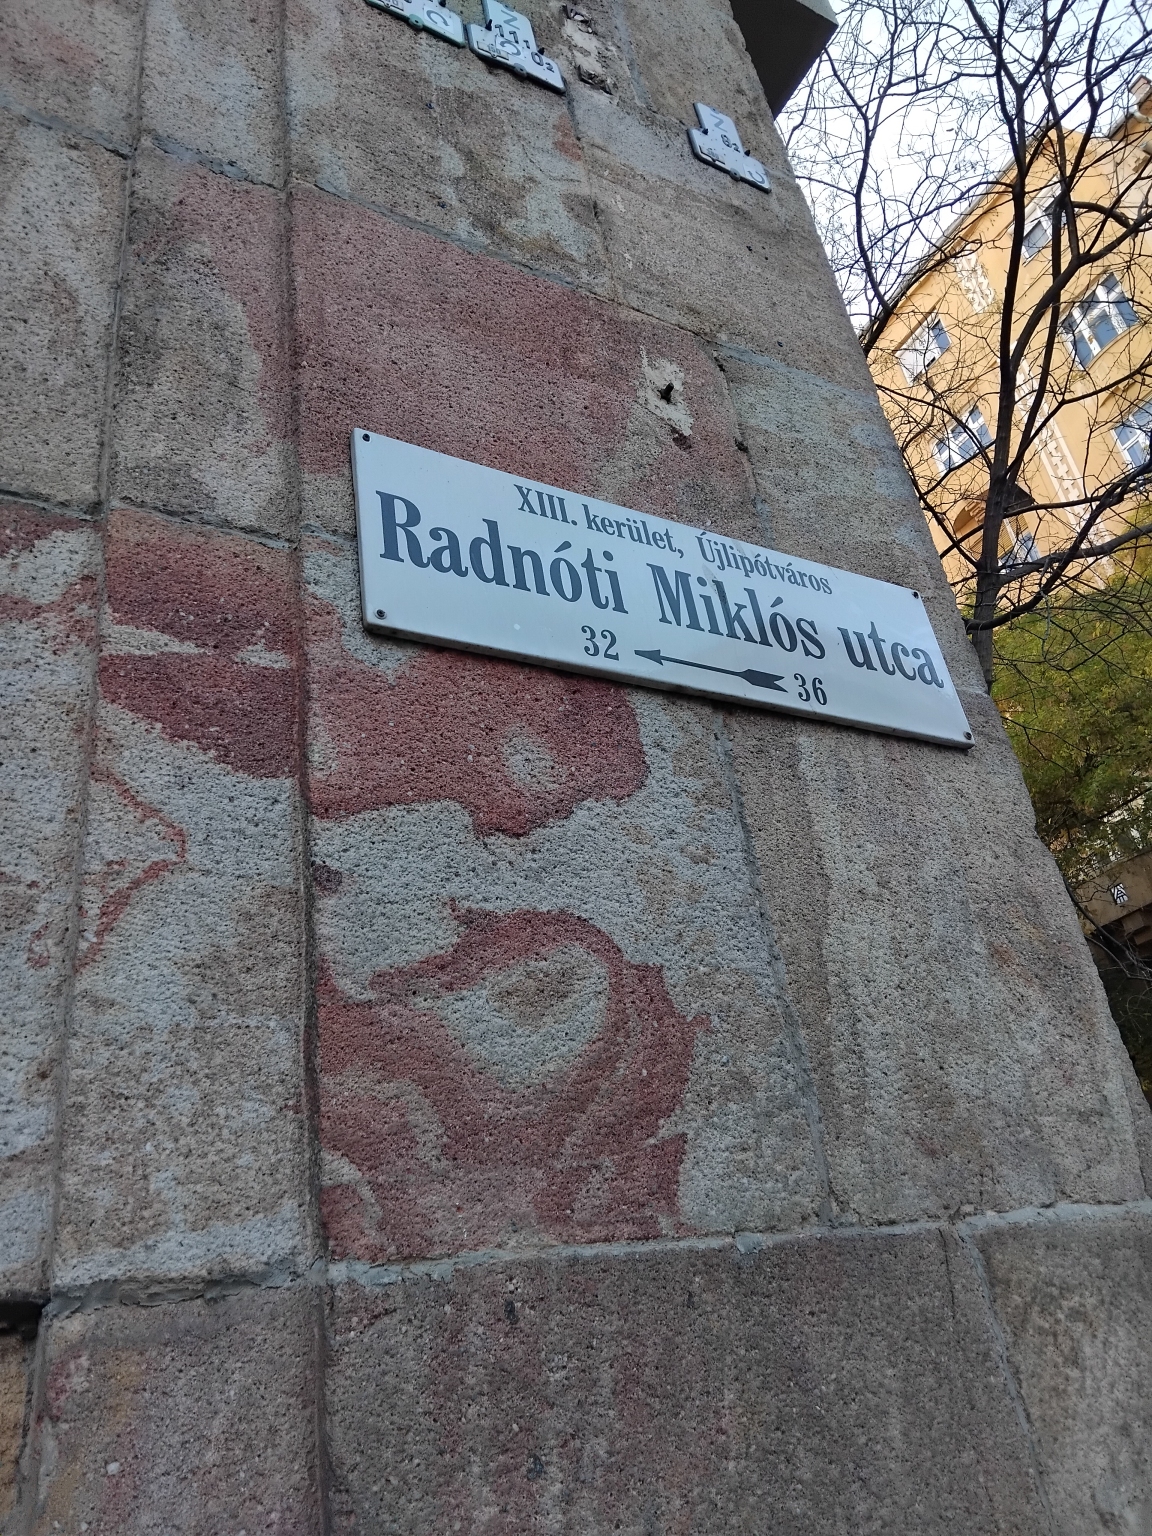 XIII. kerület, Újlipótváros
Radnóti Miklós utca
32 36